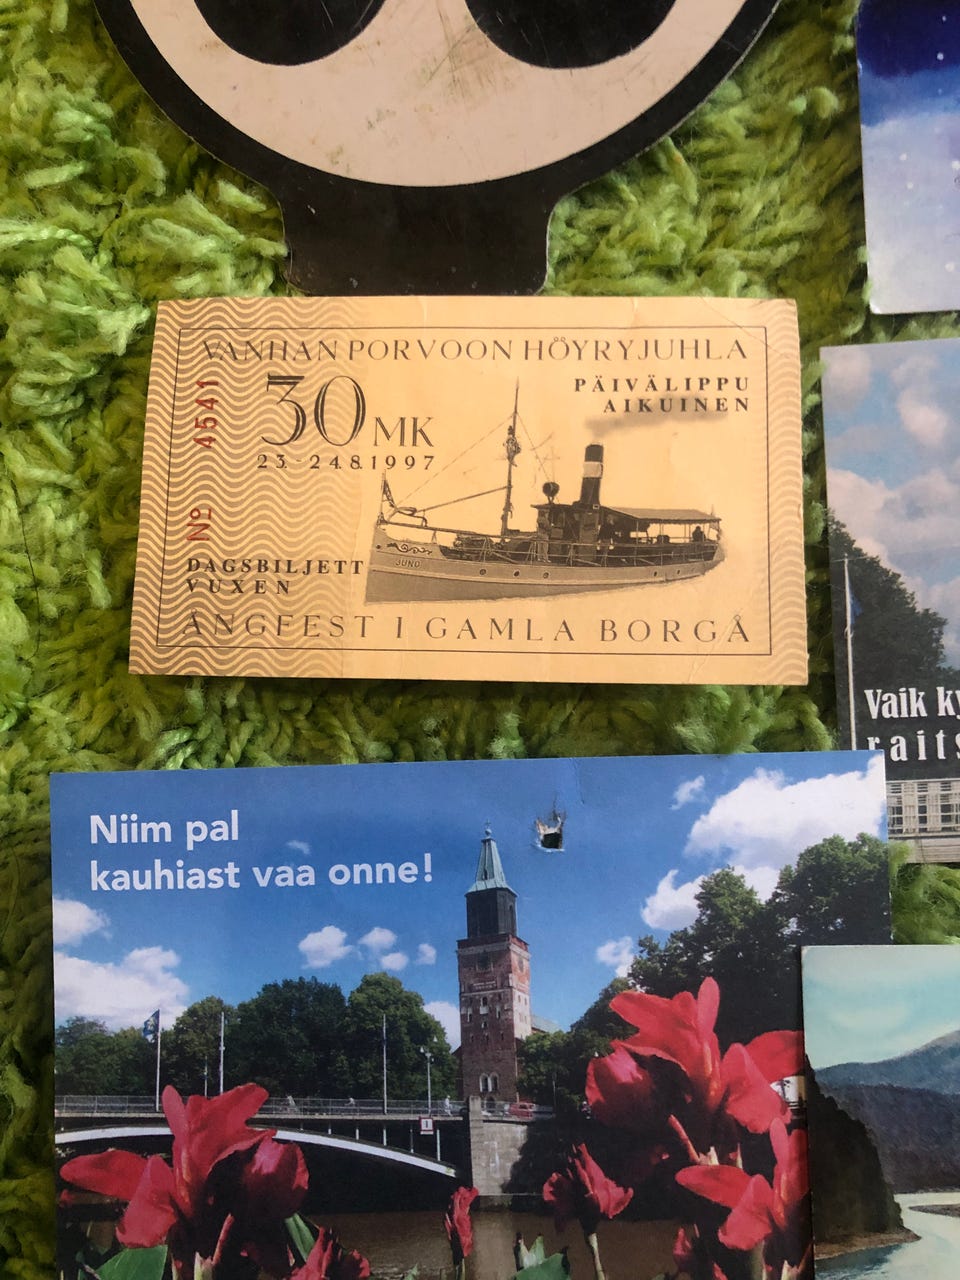 VANHAN PORVOON HÖYRYJUHLA
30 MK
23.-24.8.1997
PÄIVÄLIPPU
AIKUINEN
Nº 4541
JUNO
DAGSBILJETT
VUXEN
ÅNGFEST I GAMLA BORGÅ
Vaik ky
raits
Niim pal
kauhiast vaa onne!